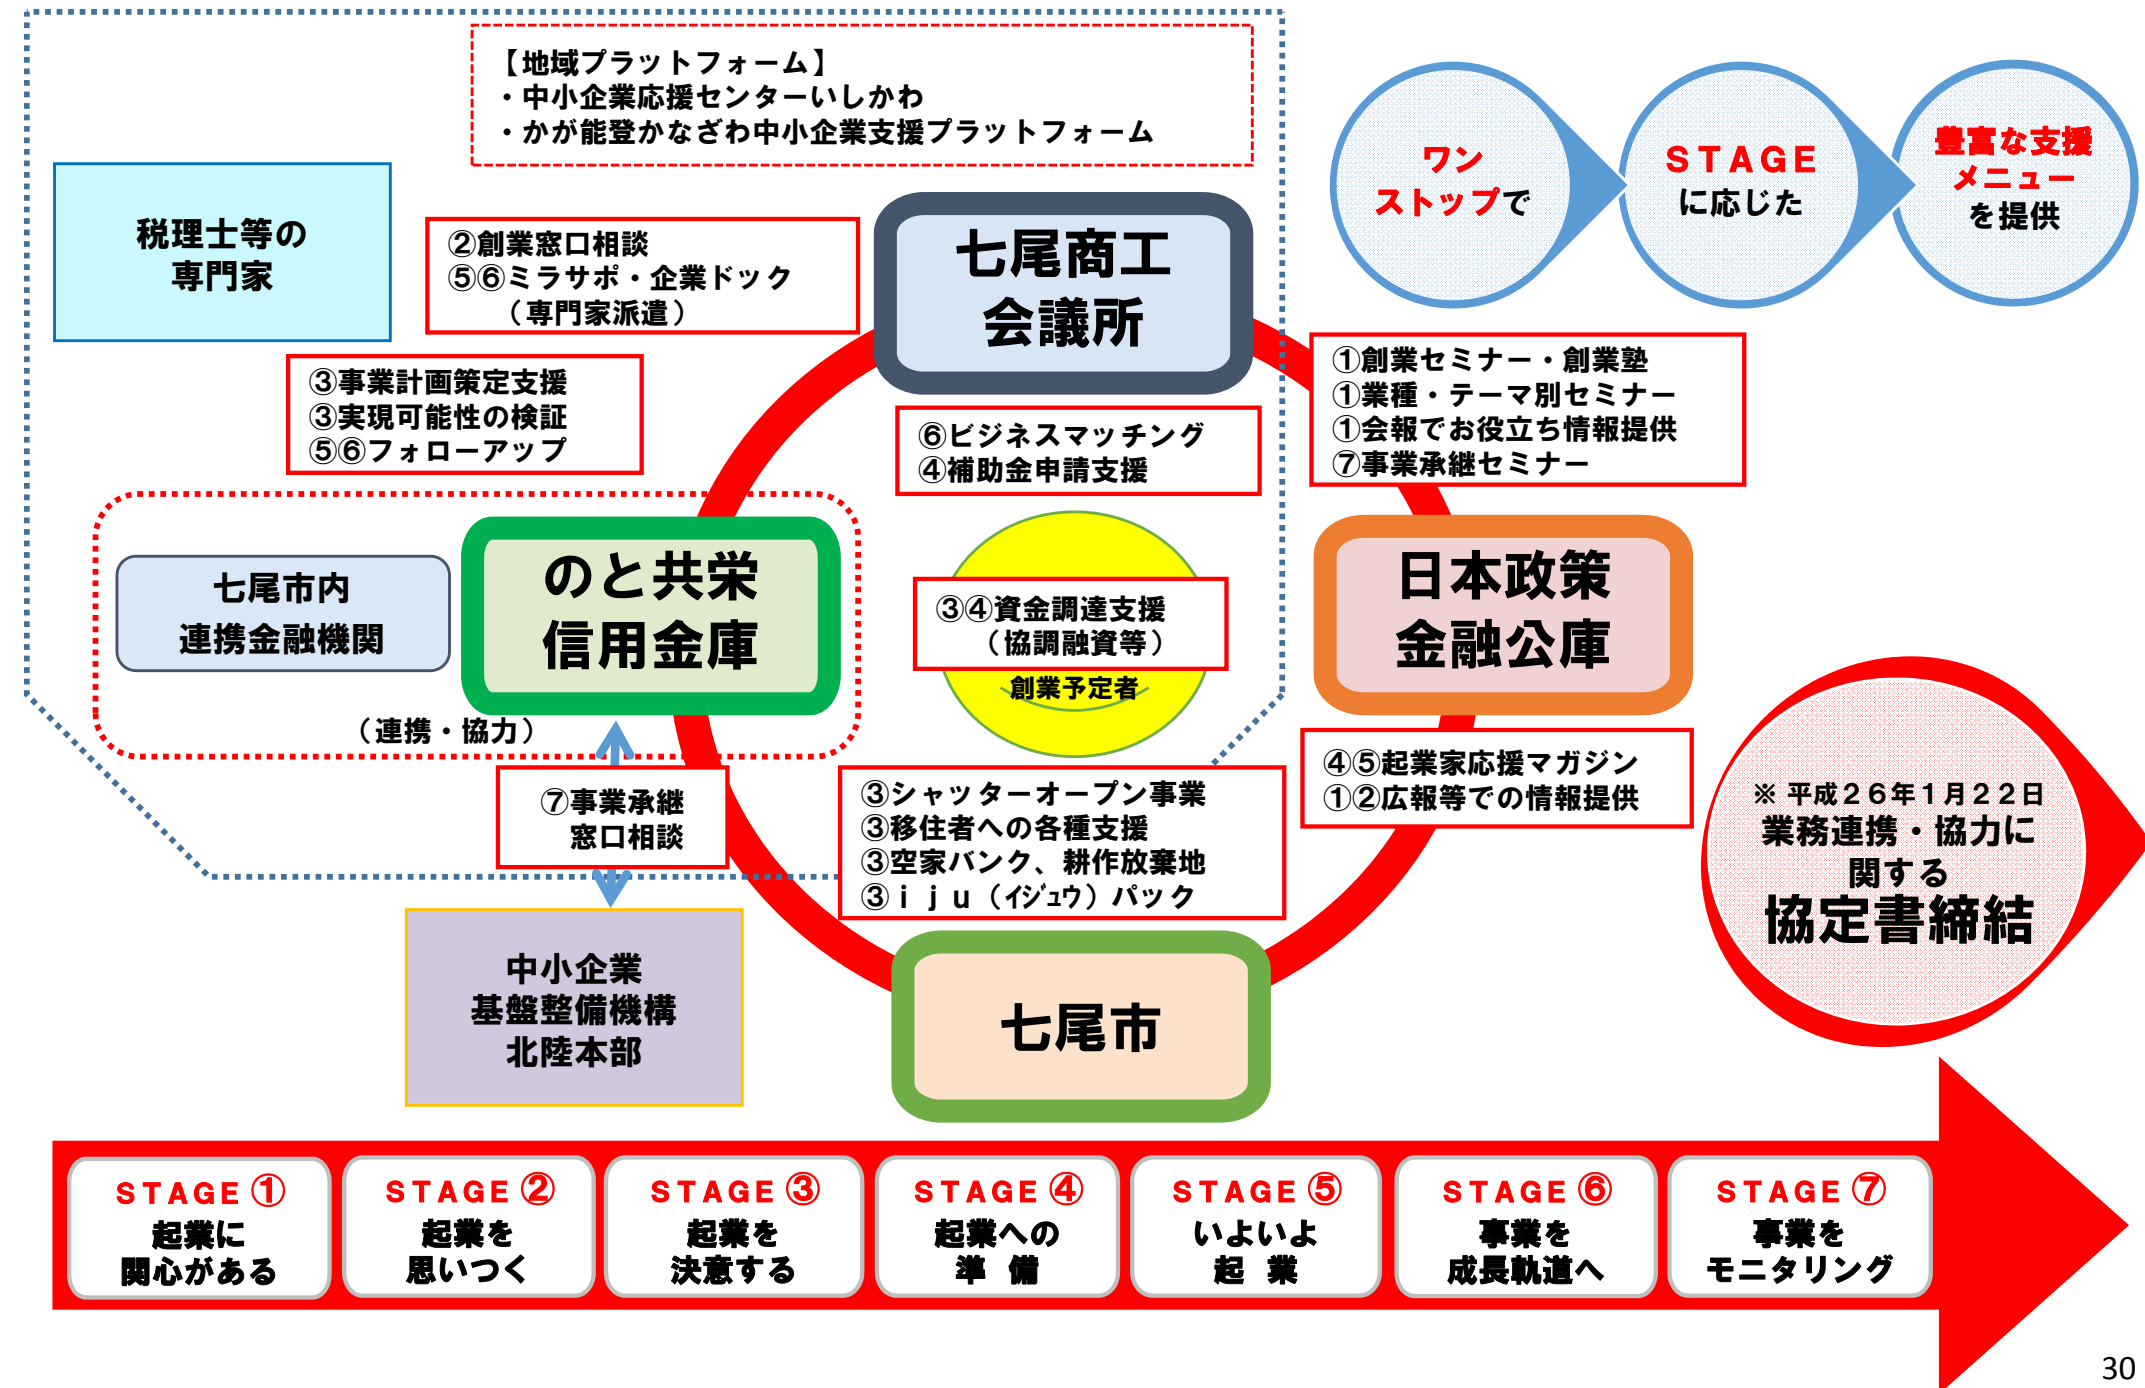 【地域プラットフォーム】
・中小企業応援センターいしかわ
・かが能登かなざわ中小企業支援プラットフォーム
ワン
ストップで
ＳＴＡＧＥ
に応じた
豊富な支援
メニュー
を提供
税理士等の
専門家
②創業窓口相談
⑤⑥ミラサポ・企業ドック
（専門家派遣）
七尾商工
会議所
③事業計画策定支援
③実現可能性の検証
⑤⑥フォローアップ
⑥ビジネスマッチング
④補助金申請支援
①創業セミナー・創業塾
①業種・テーマ別セミナー
①会報でお役立ち情報提供
⑦事業承継セミナー
七尾市内
連携金融機関
のと共栄
信用金庫
（連携・協力）
③④資金調達支援
（協調融資等）
創業予定者
日本政策
金融公庫
④⑤起業家応援マガジン
①②広報等での情報提供
⑦事業承継
窓口相談
③シャッターオープン事業
③移住者への各種支援
③空家バンク、耕作放棄地
③ｉｊｕ（ｲｼﾞｭｳ）パック
※ 平成２６年１月２２日
業務連携・協力に
関する
協定書締結
中小企業
基盤整備機構
北陸本部
七尾市
ＳＴＡＧＥ①
起業に
関心がある
ＳＴＡＧＥ②
起業を
思いつく
ＳＴＡＧＥ③
起業を
決意する
ＳＴＡＧＥ④
起業への
準　備
ＳＴＡＧＥ⑤
いよいよ
起　業
ＳＴＡＧＥ⑥
事業を
成長軌道へ
ＳＴＡＧＥ⑦
事業を
モニタリング
30